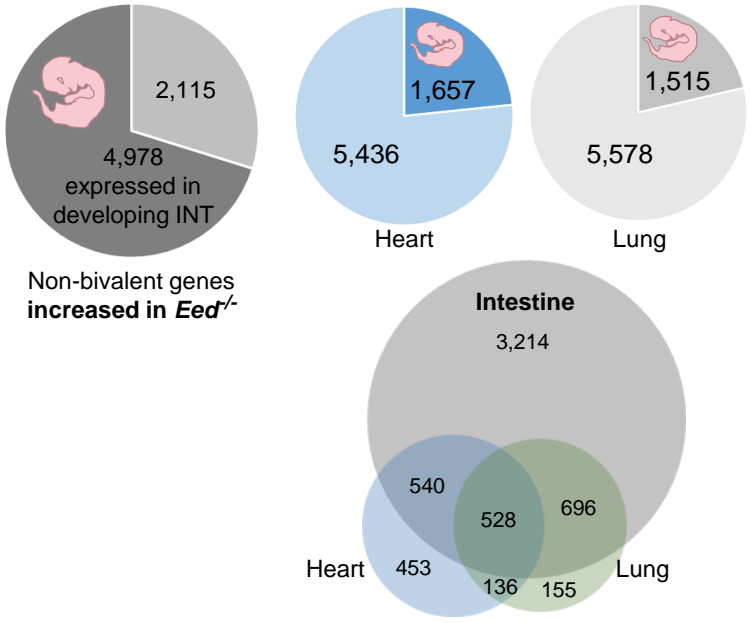 2,115
4,978
expressed in
developing INT
Non-bivalent genes
increased in Eed-/-
1,657
5,436
Heart
1,515
5,578
Lung
Intestine
3,214
540
528
696
Heart
453
136
155
Lung